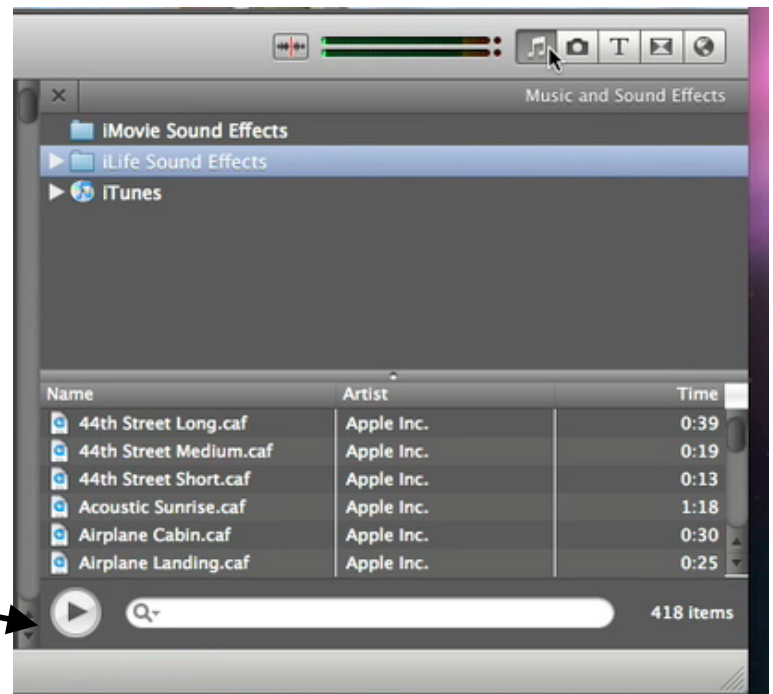 T
Music and Sound Effects
iMovie Sound Effects
iLife Sound Effects
iTunes
Name Artist Time
44th Street Long.caf Apple Inc. 0:39
44th Street Medium.caf Apple Inc. 0:19
44th Street Short.caf Apple Inc. 0:13
Acoustic Sunrise.caf Apple Inc. 1:18
Airplane Cabin.caf Apple Inc. 0:30
Airplane Landing.caf Apple Inc. 0:25
418 items